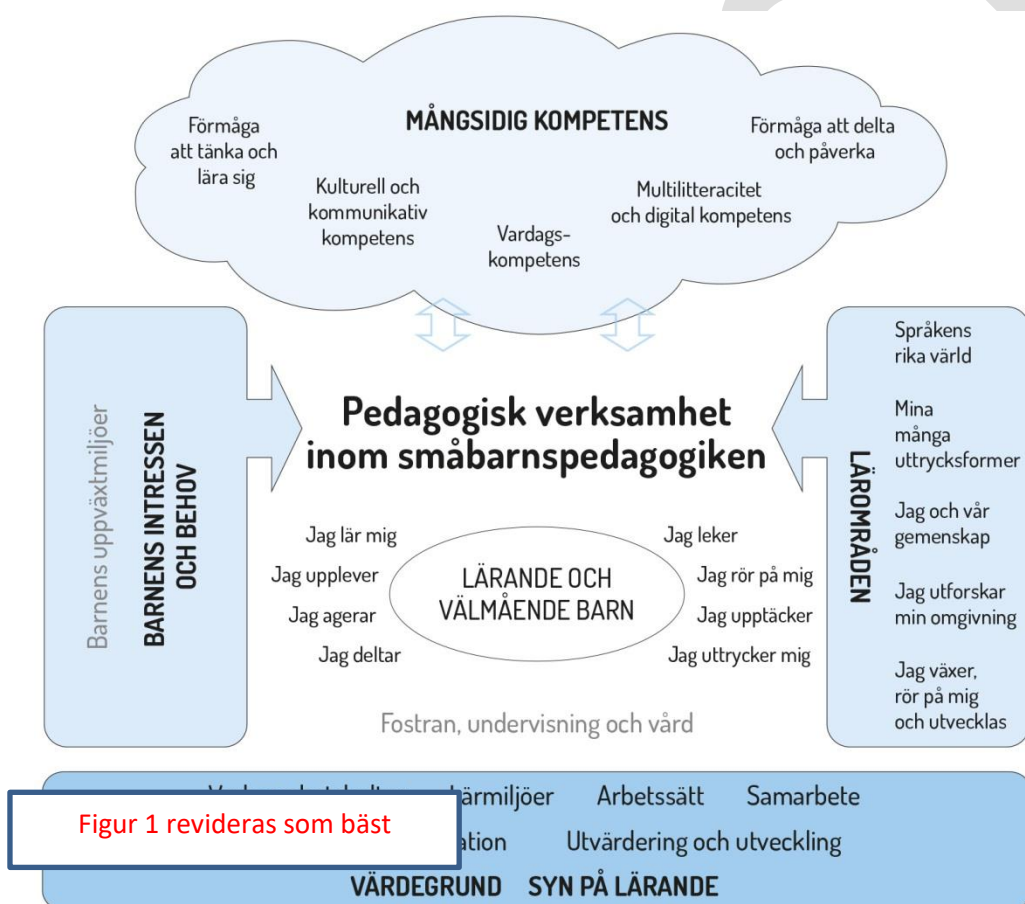 MÅNGSIDIG KOMPETENS
Förmåga
att tänka och
lära sig
Kulturell och
kommunikativ
kompetens
Vardags-
kompetens
Multilitteracitet
och digital kompetens
Förmåga att delta
och påverka
Barnens uppväxtmiljöer
BARNENS INTRESSEN
OCH BEHOV
Pedagogisk verksamhet
inom småbarnspedagogiken
Jag lär mig
Jag upplever
Jag agerar
Jag deltar
LÄRANDE OCH
VÄLMÅENDE BARN
Jag leker
Jag rör på mig
Jag upptäcker
Jag uttrycker mig
Fostran, undervisning och vård
LÄROMRÅDEN
Språkens
rika värld
Mina
många
uttrycksformer
Jag och vår
gemenskap
Jag utforskar
min omgivning
Jag växer,
rör på mig
och utvecklas
Arbetssätt Samarbete
Figur 1 revideras som bäst
Utvärdering och utveckling
VÄRDEGRUND SYN PÅ LÄRANDE